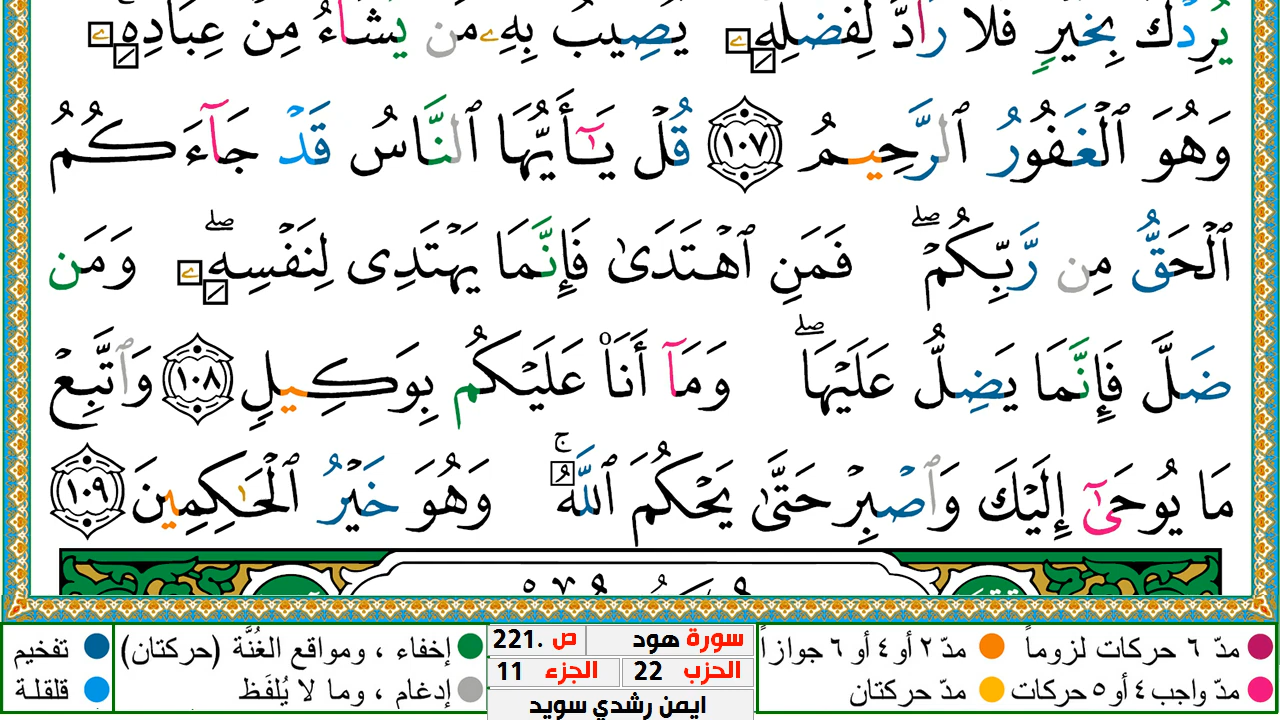 يُرِدْكَ بِخَيْرٍ فَلَا رَآدَّ لِفَضْلِهِۦ يُصِيبُ بِهِۦ مَن يَشَآءُ مِنْ عِبَادِهِۦ
وَهُوَ ٱلْغَفُورُ ٱلرَّحِيمُ ١٠٧ قُلْ يَـٰٓأَيُّهَا ٱلنَّاسُ قَدْ جَآءَكُمُ
ٱلْحَقُّ مِن رَّبِّكُمْۖ فَمَنِ ٱهْتَدَىٰ فَإِنَّمَا يَهْتَدِى لِنَفْسِهِۦۖ وَمَن
ضَلَّ فَإِنَّمَا يَضِلُّ عَلَيْهَاۖ وَمَآ أَنَا۠ عَلَيْكُم بِوَكِيلٍ ١٠٨ وَٱتَّبِعْ
مَا يُوحَىٰٓ إِلَيْكَ وَٱصْبِرْ حَتَّىٰ يَحْكُمَ ٱللَّهُۚ وَهُوَ خَيْرُ ٱلْحَـٰكِمِينَ ١٠٩
مدّ ٦ حركات لزوماً مدّ ٢ أو ٤ أو ٦ جوازاً سورة هود ص .221 إخفاء ، ومواقع الغُنَّة (حركتان) تفخيم
مدّ واجب ٤ أو ٥ حركات مدّ حركتان الحزب 22 الجزء 11 إدغام ، وما لا يُلفَظ قلقلة
ايمن رشدي سويد